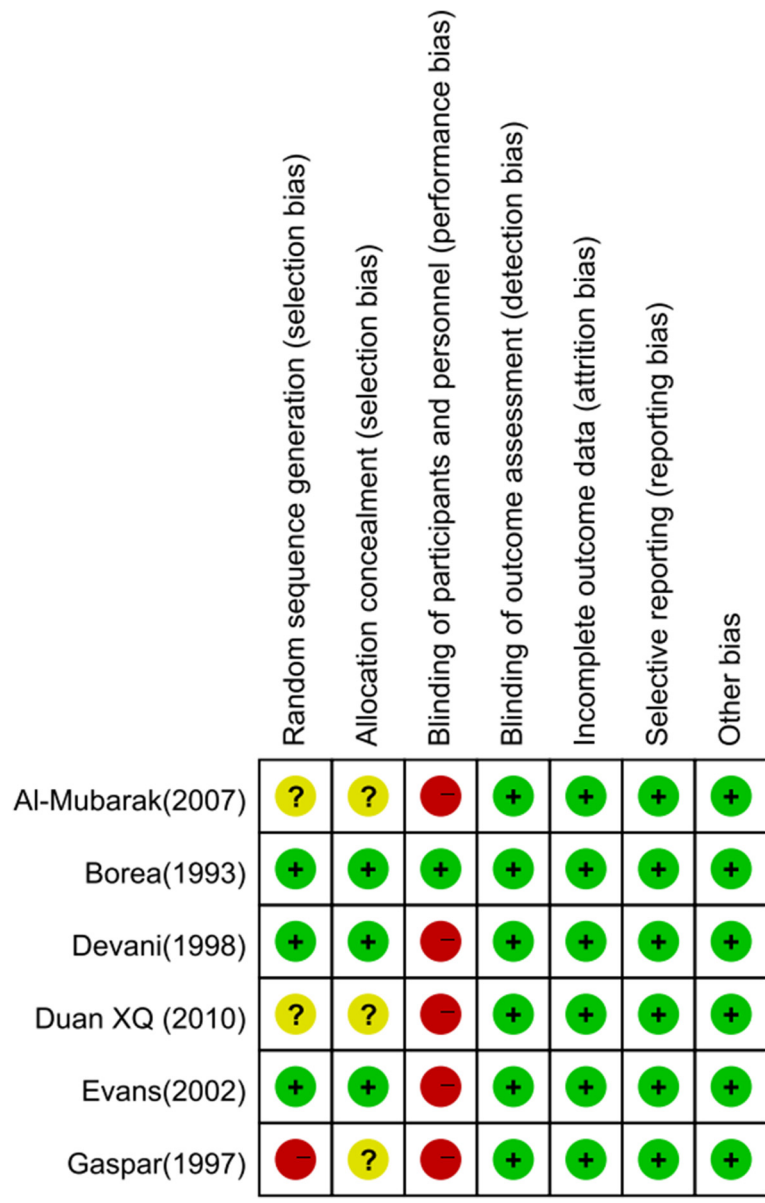 Random sequence generation (selection bias)
Allocation concealment (selection bias)
Blinding of participants and personnel (performance bias)
Blinding of outcome assessment (detection bias)
Incomplete outcome data (attrition bias)
Selective reporting (reporting bias)
Other bias
Al-Mubarak(2007) ? ? - + + + +
Borea(1993) + + + + + + +
Devani(1998) + + - + + + +
Duan XQ (2010) ? ? - + + + +
Evans(2002) + + - + + + +
Gaspar(1997) - ? - + + + +